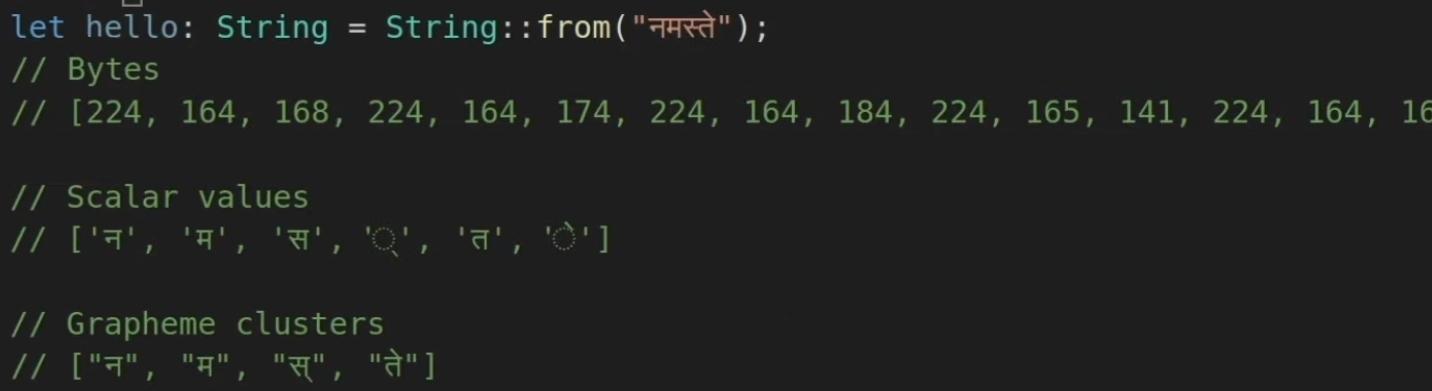 let hello: String = String::from("नमस्ते");
// Bytes
// [224, 164, 168, 224, 164, 174, 224, 164, 184, 224, 165, 141, 224, 164, 16
// Scalar values
// ['न', 'म', 'स', '्', 'त', 'े']
// Grapheme clusters
// ["न", "म", "स्", "ते"]